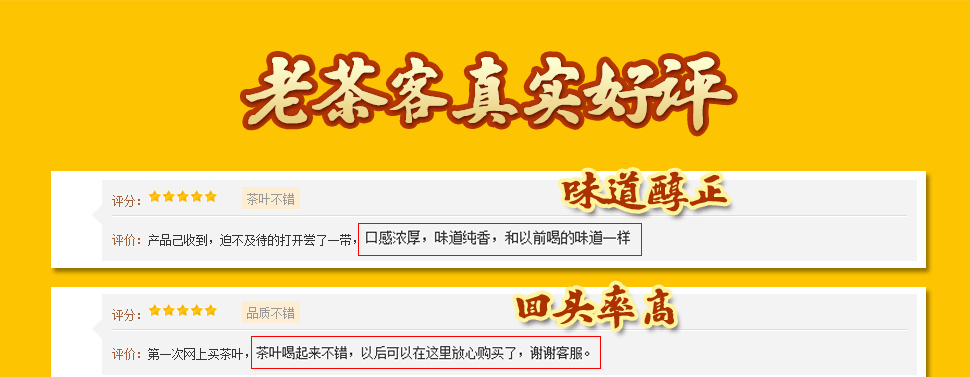 老茶客真实好评
味道醇正
评分：
茶叶不错
评价：产品己收到，迫不及待的打开尝了一带，口感浓厚，味道纯香，和以前喝的味道一样
回头率高
评分：
品质不错
评价：第一次网上买茶叶，茶叶喝起来不错，以后可以在这里放心购买了，谢谢客服。